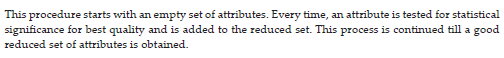 This procedure starts with an empty set of attributes. Every time, an attribute is tested for statistical
significance for best quality and is added to the reduced set. This process is continued till a good
reduced set of attributes is obtained.